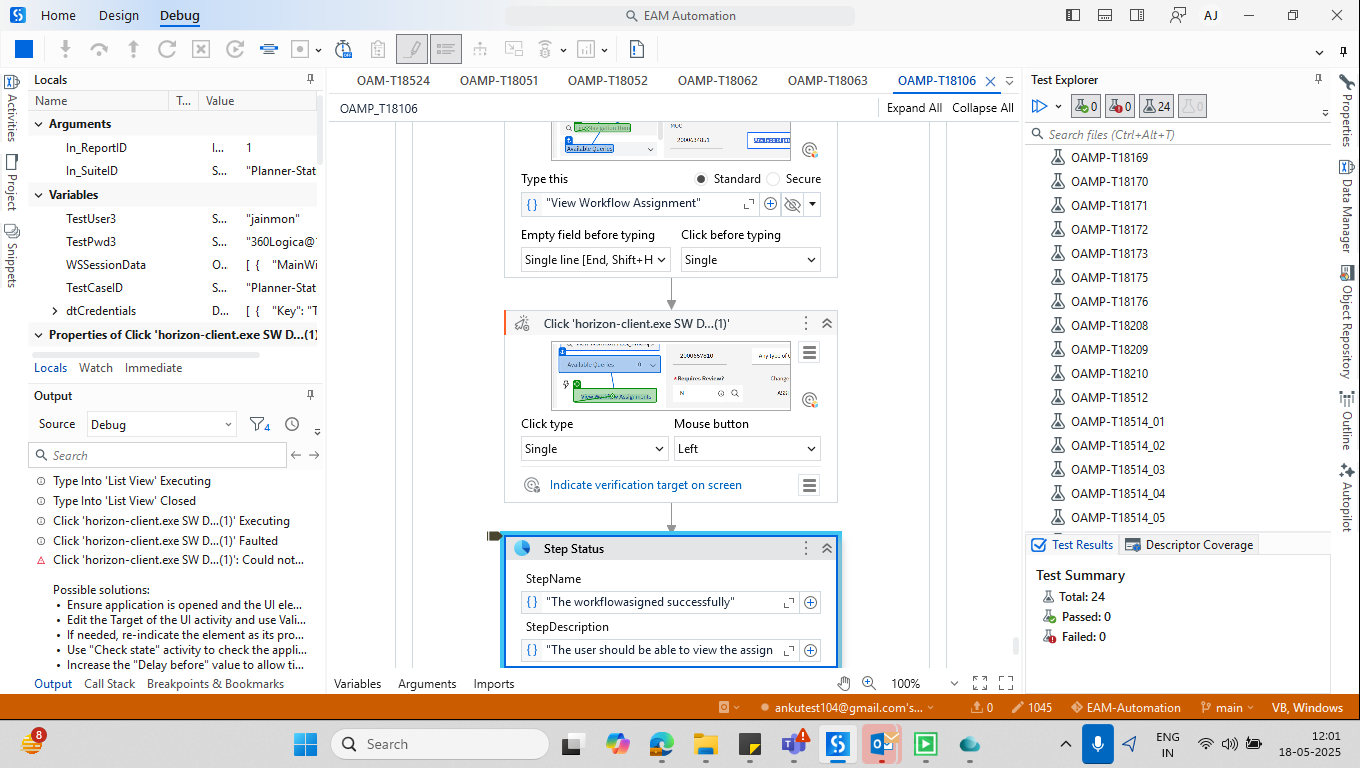 Home Design Debug EAM Automation AJ
Locals
Name T... Value
Arguments
In_ReportID I... 1
In_SuiteID S... "Planner-Stat
Variables
TestUser3 S... "jainmon"
TestPwd3 S... "360Logica@
WSSessionData O... [ { "MainWi
TestCaseID S... "Planner-Stat
dtCredentials D... [ { "Key": "T
Properties of Click 'horizon-client.exe SW D...(1)
Locals Watch Immediate
Output
Source Debug 4
Search
Type Into 'List View' Executing
Type Into 'List View' Closed
Click 'horizon-client.exe SW D...(1)' Executing
Click 'horizon-client.exe SW D...(1)' Faulted
Click 'horizon-client.exe SW D...(1)': Could not...
Possible solutions:
• Ensure application is opened and the UI ele...
• Edit the Target of the UI activity and use Vali...
• If needed, re-indicate the element as its pro...
• Use "Check state" activity to check the appli...
• Increase the "Delay before" value to allow ti...
Output Call Stack Breakpoints & Bookmarks
Activities
Project
Snippets
OAM-T18524 OAMP-T18051 OAMP-T18052 OAMP-T18062 OAMP-T18063 OAMP-T18106
OAMP_T18106 Expand All Collapse All
Available Queries
Type this Standard Secure
"View Workflow Assignment"
Empty field before typing Click before typing
Single line [End, Shift+H Single
Click 'horizon-client.exe SW D...(1)'
Available Queries 0
Requires Review? Change
N
Click type Mouse button
Single Left
Indicate verification target on screen
Step Status
StepName
"The workflowasigned successfully"
StepDescription
"The user should be able to view the assign
Variables Arguments Imports 100%
Test Explorer
0 0 24 0
Search files (Ctrl+Alt+T)
OAMP-T18169
OAMP-T18170
OAMP-T18171
OAMP-T18172
OAMP-T18173
OAMP-T18175
OAMP-T18176
OAMP-T18208
OAMP-T18209
OAMP-T18210
OAMP-T18512
OAMP-T18514_01
OAMP-T18514_02
OAMP-T18514_03
OAMP-T18514_04
OAMP-T18514_05
Test Results Descriptor Coverage
Test Summary
Total: 24
Passed: 0
Failed: 0
Properties
Data Manager
Object Repository
Outline
Autopilot
ankutest104@gmail.com's... 0 1045 EAM-Automation main VB, Windows
8 Search ENG 12:01
IN 18-05-2025